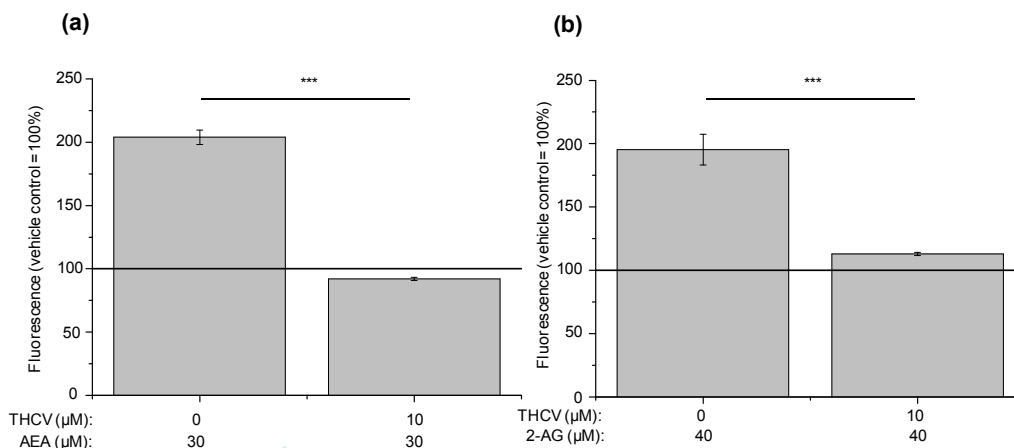 (a)
***
250
200
150
100
50
0
Fluorescence (vehicle control = 100%)
THCV (µM): 0 10
AEA (µM): 30 30
(b)
***
250
200
150
100
50
0
Fluorescence (vehicle control = 100%)
THCV (µM): 0 10
2-AG (µM): 40 40